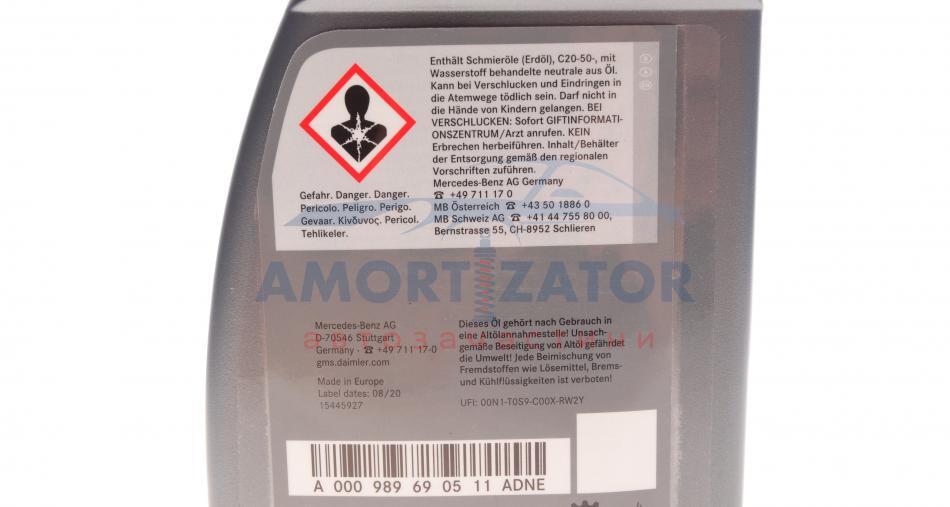 Enthält Schmieröle (Erdöl), C20-50-, mit
Wasserstoff behandelte neutrale aus Öl.
Kann bei Verschlucken und Eindringen in
die Atemwege tödlich sein. Darf nicht in
die Hände von Kindern gelangen. BEI
VERSCHLUCKEN: Sofort GIFTINFORMATI-
ONSZENTRUM/Arzt anrufen. KEIN
Erbrechen herbeiführen. Inhalt/Behälter
der Entsorgung gemäß den regionalen
Vorschriften zuführen.
Mercedes-Benz AG Germany
☎ +49 711 17 0
MB Österreich ☎ +43 50 1886 0
MB Schweiz AG ☎ +41 44 755 80 00,
Bernstrasse 55, CH-8952 Schlieren
Gefahr. Danger. Danger.
Pericolo. Peligro. Perigo.
Gevaar. Κίνδυνος. Pericol.
Tehlikeler.
AMORTIZATOR
автозапчастини
Mercedes-Benz AG
D-70546 Stuttgart
Germany · ☎ +49 711 17-0
gms.daimler.com
Made in Europe
Label dates: 08/20
15445927
Dieses Öl gehört nach Gebrauch in
eine Altölannahmestelle! Unsach-
gemäße Beseitigung von Altöl gefährdet
die Umwelt! Jede Beimischung von
Fremdstoffen wie Lösemittel, Brems-
und Kühlflüssigkeiten ist verboten!
UFI: 00N1-T0S9-C00X-RW2Y
A 000 989 69 05 11 ADNE